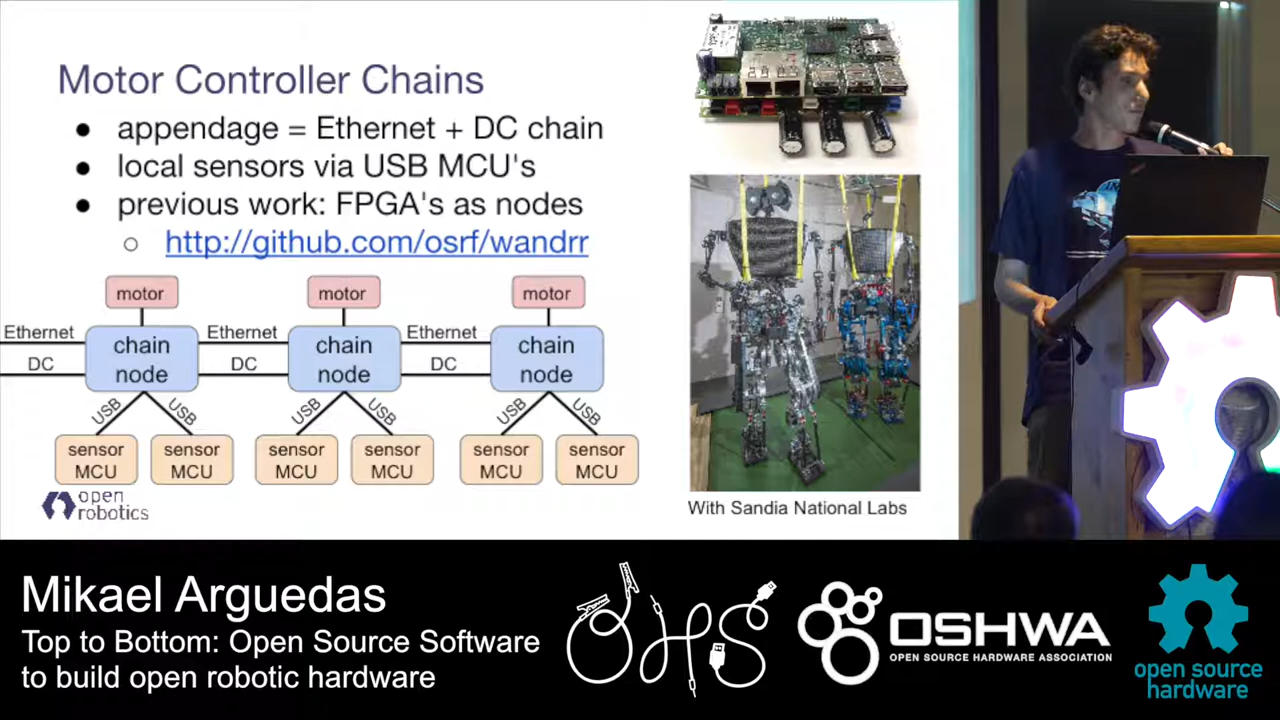 Motor Controller Chains
● appendage = Ethernet + DC chain
● local sensors via USB MCU's
● previous work: FPGA's as nodes
○ http://github.com/osrf/wandrr
motor motor motor
Ethernet Ethernet Ethernet
chain chain chain
DC DC DC
node node node
USB USB USB USB USB USB
sensor sensor sensor sensor sensor sensor
MCU MCU MCU MCU MCU MCU
open
robotics
With Sandia National Labs
Mikael Arguedas
Top to Bottom: Open Source Software
to build open robotic hardware
OHS
OSHWA
OPEN SOURCE HARDWARE ASSOCIATION
open source
hardware